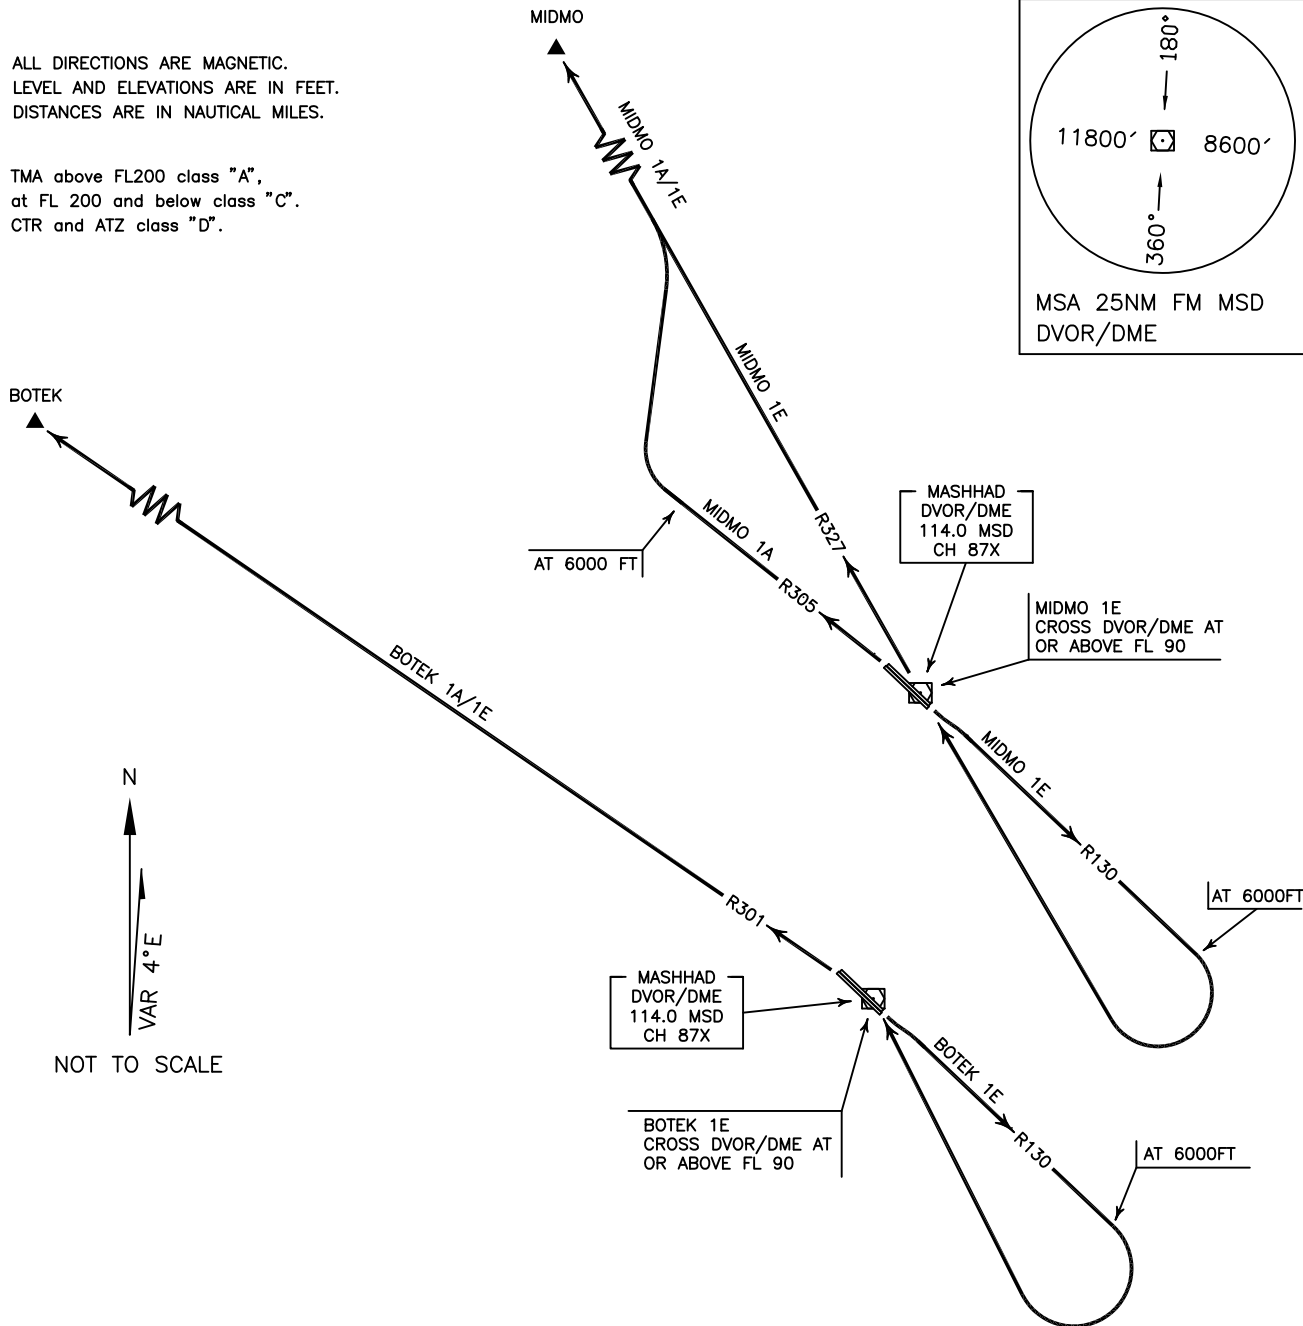 MIDMO
ALL DIRECTIONS ARE MAGNETIC.
LEVEL AND ELEVATIONS ARE IN FEET.
DISTANCES ARE IN NAUTICAL MILES.
TMA above FL200 class "A",
at FL 200 and below class "C".
CTR and ATZ class "D".
180°
11800′
8600′
360°
MSA 25NM FM MSD
DVOR/DME
MIDMO 1A/1E
MIDMO 1E
BOTEK
R327
MIDMO 1A
AT 6000 FT
R305
MASHHAD
DVOR/DME
114.0 MSD
CH 87X
MIDMO 1E
CROSS DVOR/DME AT
OR ABOVE FL 90
BOTEK 1A/1E
MIDMO 1E
R130
AT 6000FT
N
VAR 4°E
NOT TO SCALE
R301
MASHHAD
DVOR/DME
114.0 MSD
CH 87X
BOTEK 1E
R130
BOTEK 1E
CROSS DVOR/DME AT
OR ABOVE FL 90
AT 6000FT